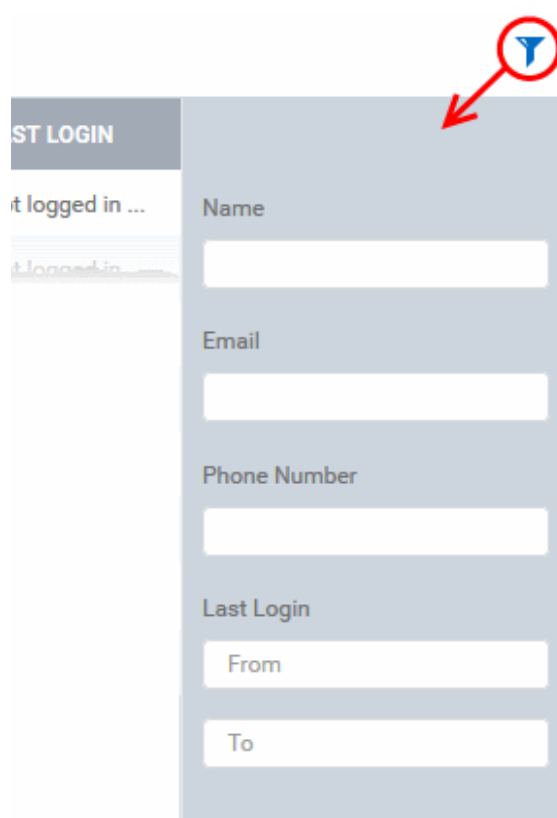 ST LOGIN
t logged in ...
Name
Email
Phone Number
Last Login
From
To